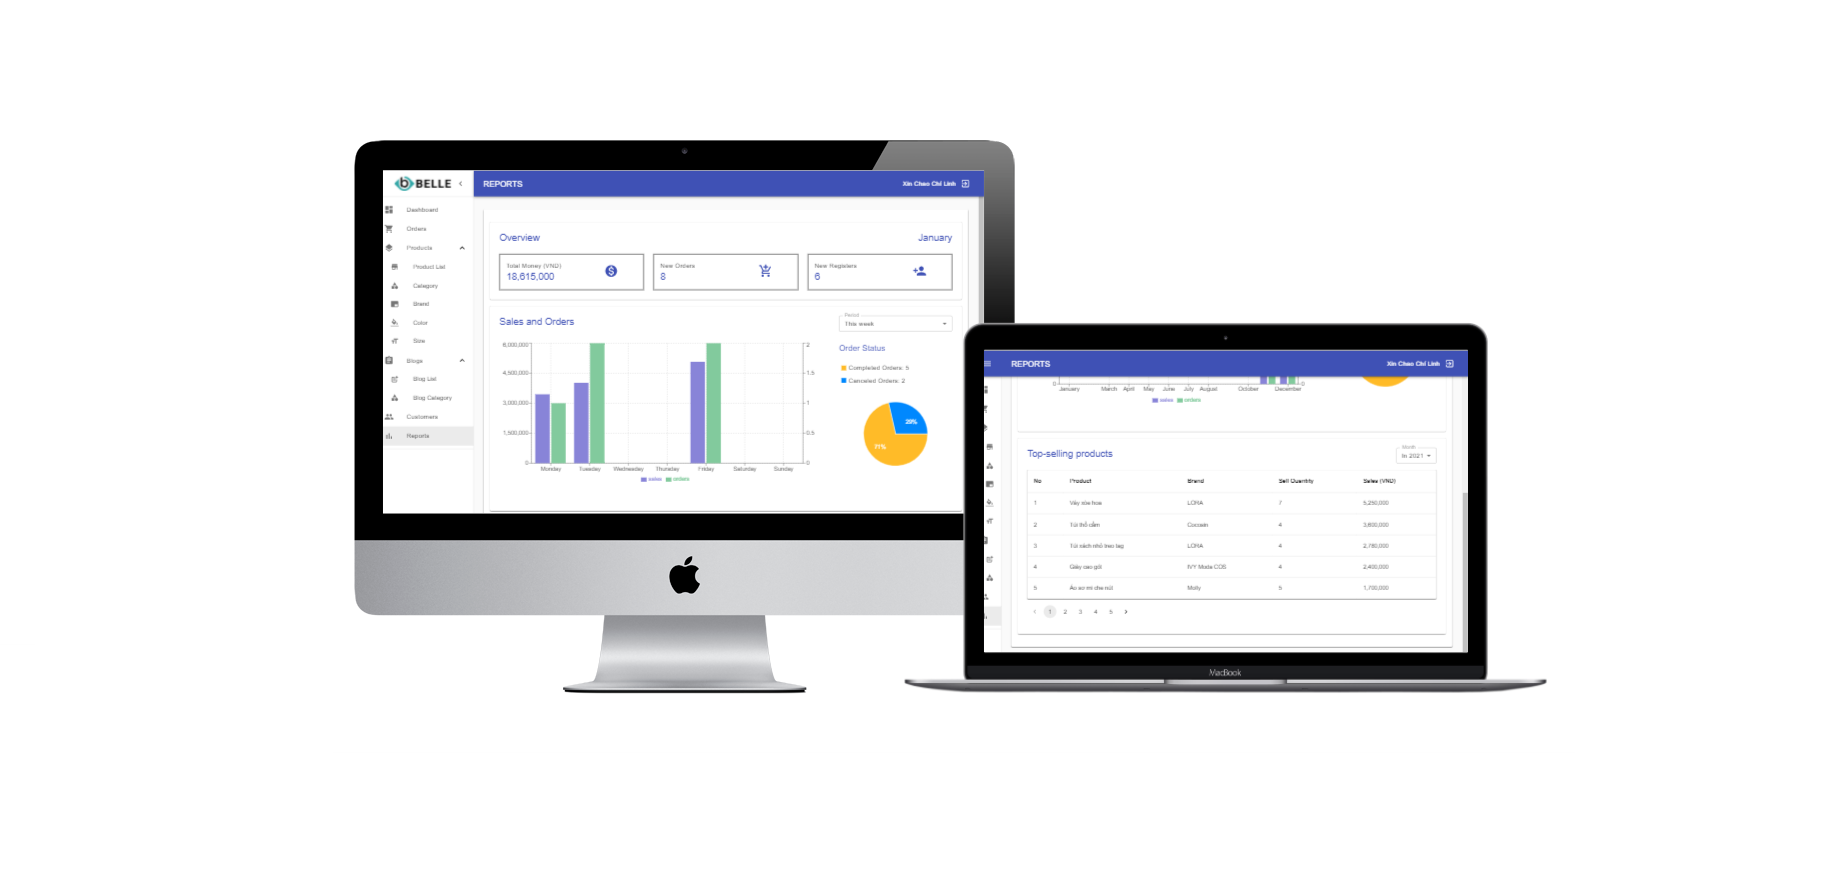 BELLE
REPORTS
Xin Chao Chi Linh
Dashboard
Orders
Products
Product List
Category
Brand
Color
Size
Blogs
Blog List
Blog Category
Customers
Reports
Overview
January
Total Money (VND)
18,615,000
New Orders
8
New Registers
6
Sales and Orders
Period
This week
6,000,000
4,500,000
3,000,000
1,500,000
0
2
1.5
1
0.5
0
Monday Tuesday Wednesday Thursday Friday Saturday Sunday
sales orders
Order Status
Completed Orders: 5
Canceled Orders: 2
29%
71%
REPORTS
Xin Chao Chi Linh
0
0
January March April May June July August October December
sales orders
Top-selling products
Month
In 2021
No Product Brand Sell Quantity Sales (VND)
1 Váy xòe hoa LORA 7 5,250,000
2 Túi thổ cẩm Cocosin 4 3,800,000
3 Túi xách nhỏ treo tag LORA 4 2,780,000
4 Giày cao gót IVY Moda COS 4 2,400,000
5 Áo sơ mi che nút Molly 5 1,700,000
1 2 3 4 5
MacBook